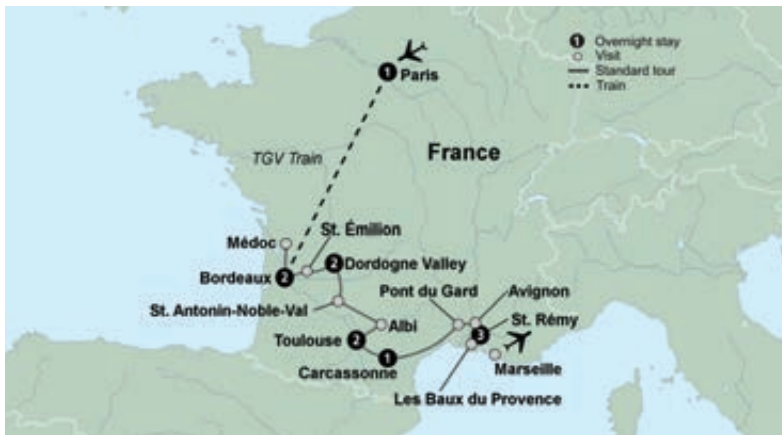 1 Overnight stay
Visit
Standard tour
Train
1 Paris
France
TGV Train
St. Émilion
Médoc
2 Dordogne Valley
Bordeaux 2
Pont du Gard
Avignon
St. Antonin-Noble-Val
Albi
St. Rémy
3
Toulouse 2
1
Carcassonne
Marseille
Les Baux du Provence